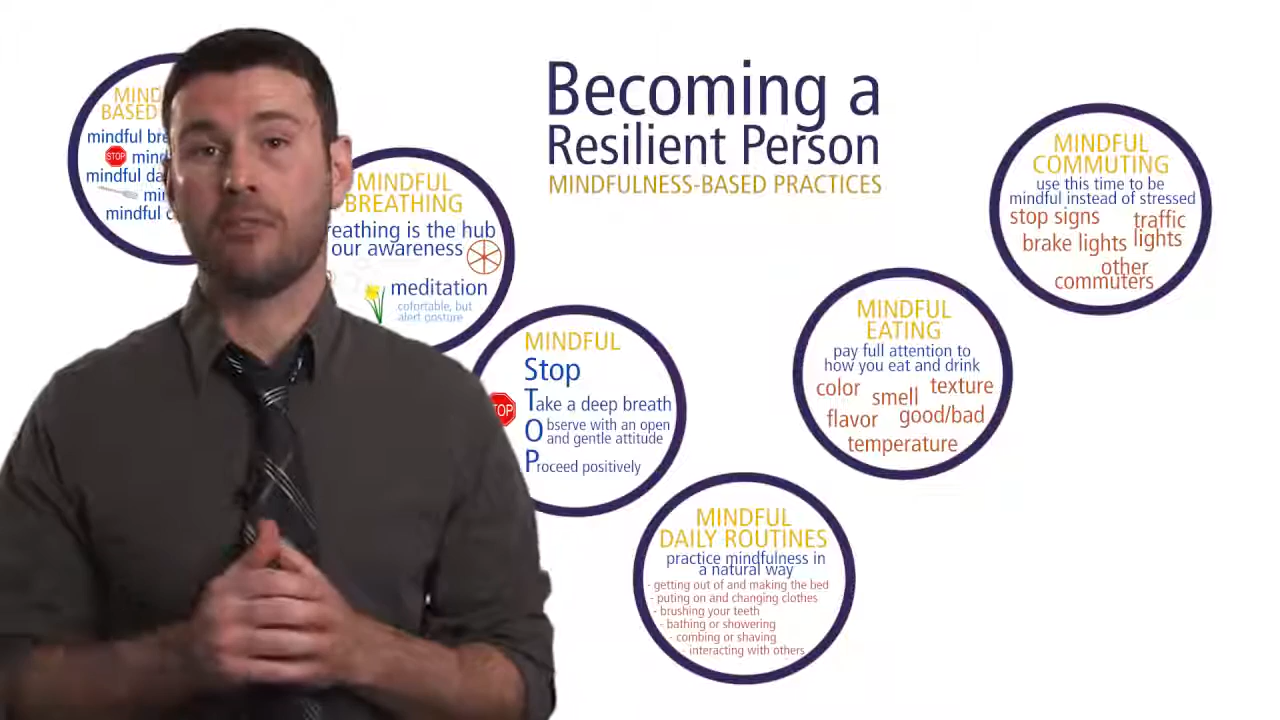 Becoming a
Resilient Person
MINDFULNESS-BASED PRACTICES
MIND
BASED
mindful bre
STOP mind
mindful da
mi
mindful c
MINDFUL
BREATHING
reathing is the hub
our awareness
meditation
cofortable, but
alert posture
MINDFUL
Stop
Take a deep breath
Observe with an open
and gentle attitude
Proceed positively
TOP
MINDFUL
DAILY ROUTINES
practice mindfulness in
a natural way
- getting out of and making the bed
- puting on and changing clothes
- brushing your teeth
- bathing or showering
- combing or shaving
- interacting with others
MINDFUL
EATING
pay full attention to
how you eat and drink
color smell texture
flavor good/bad
temperature
MINDFUL
COMMUTING
use this time to be
mindful instead of stressed
stop signs traffic
brake lights lights
other
commuters